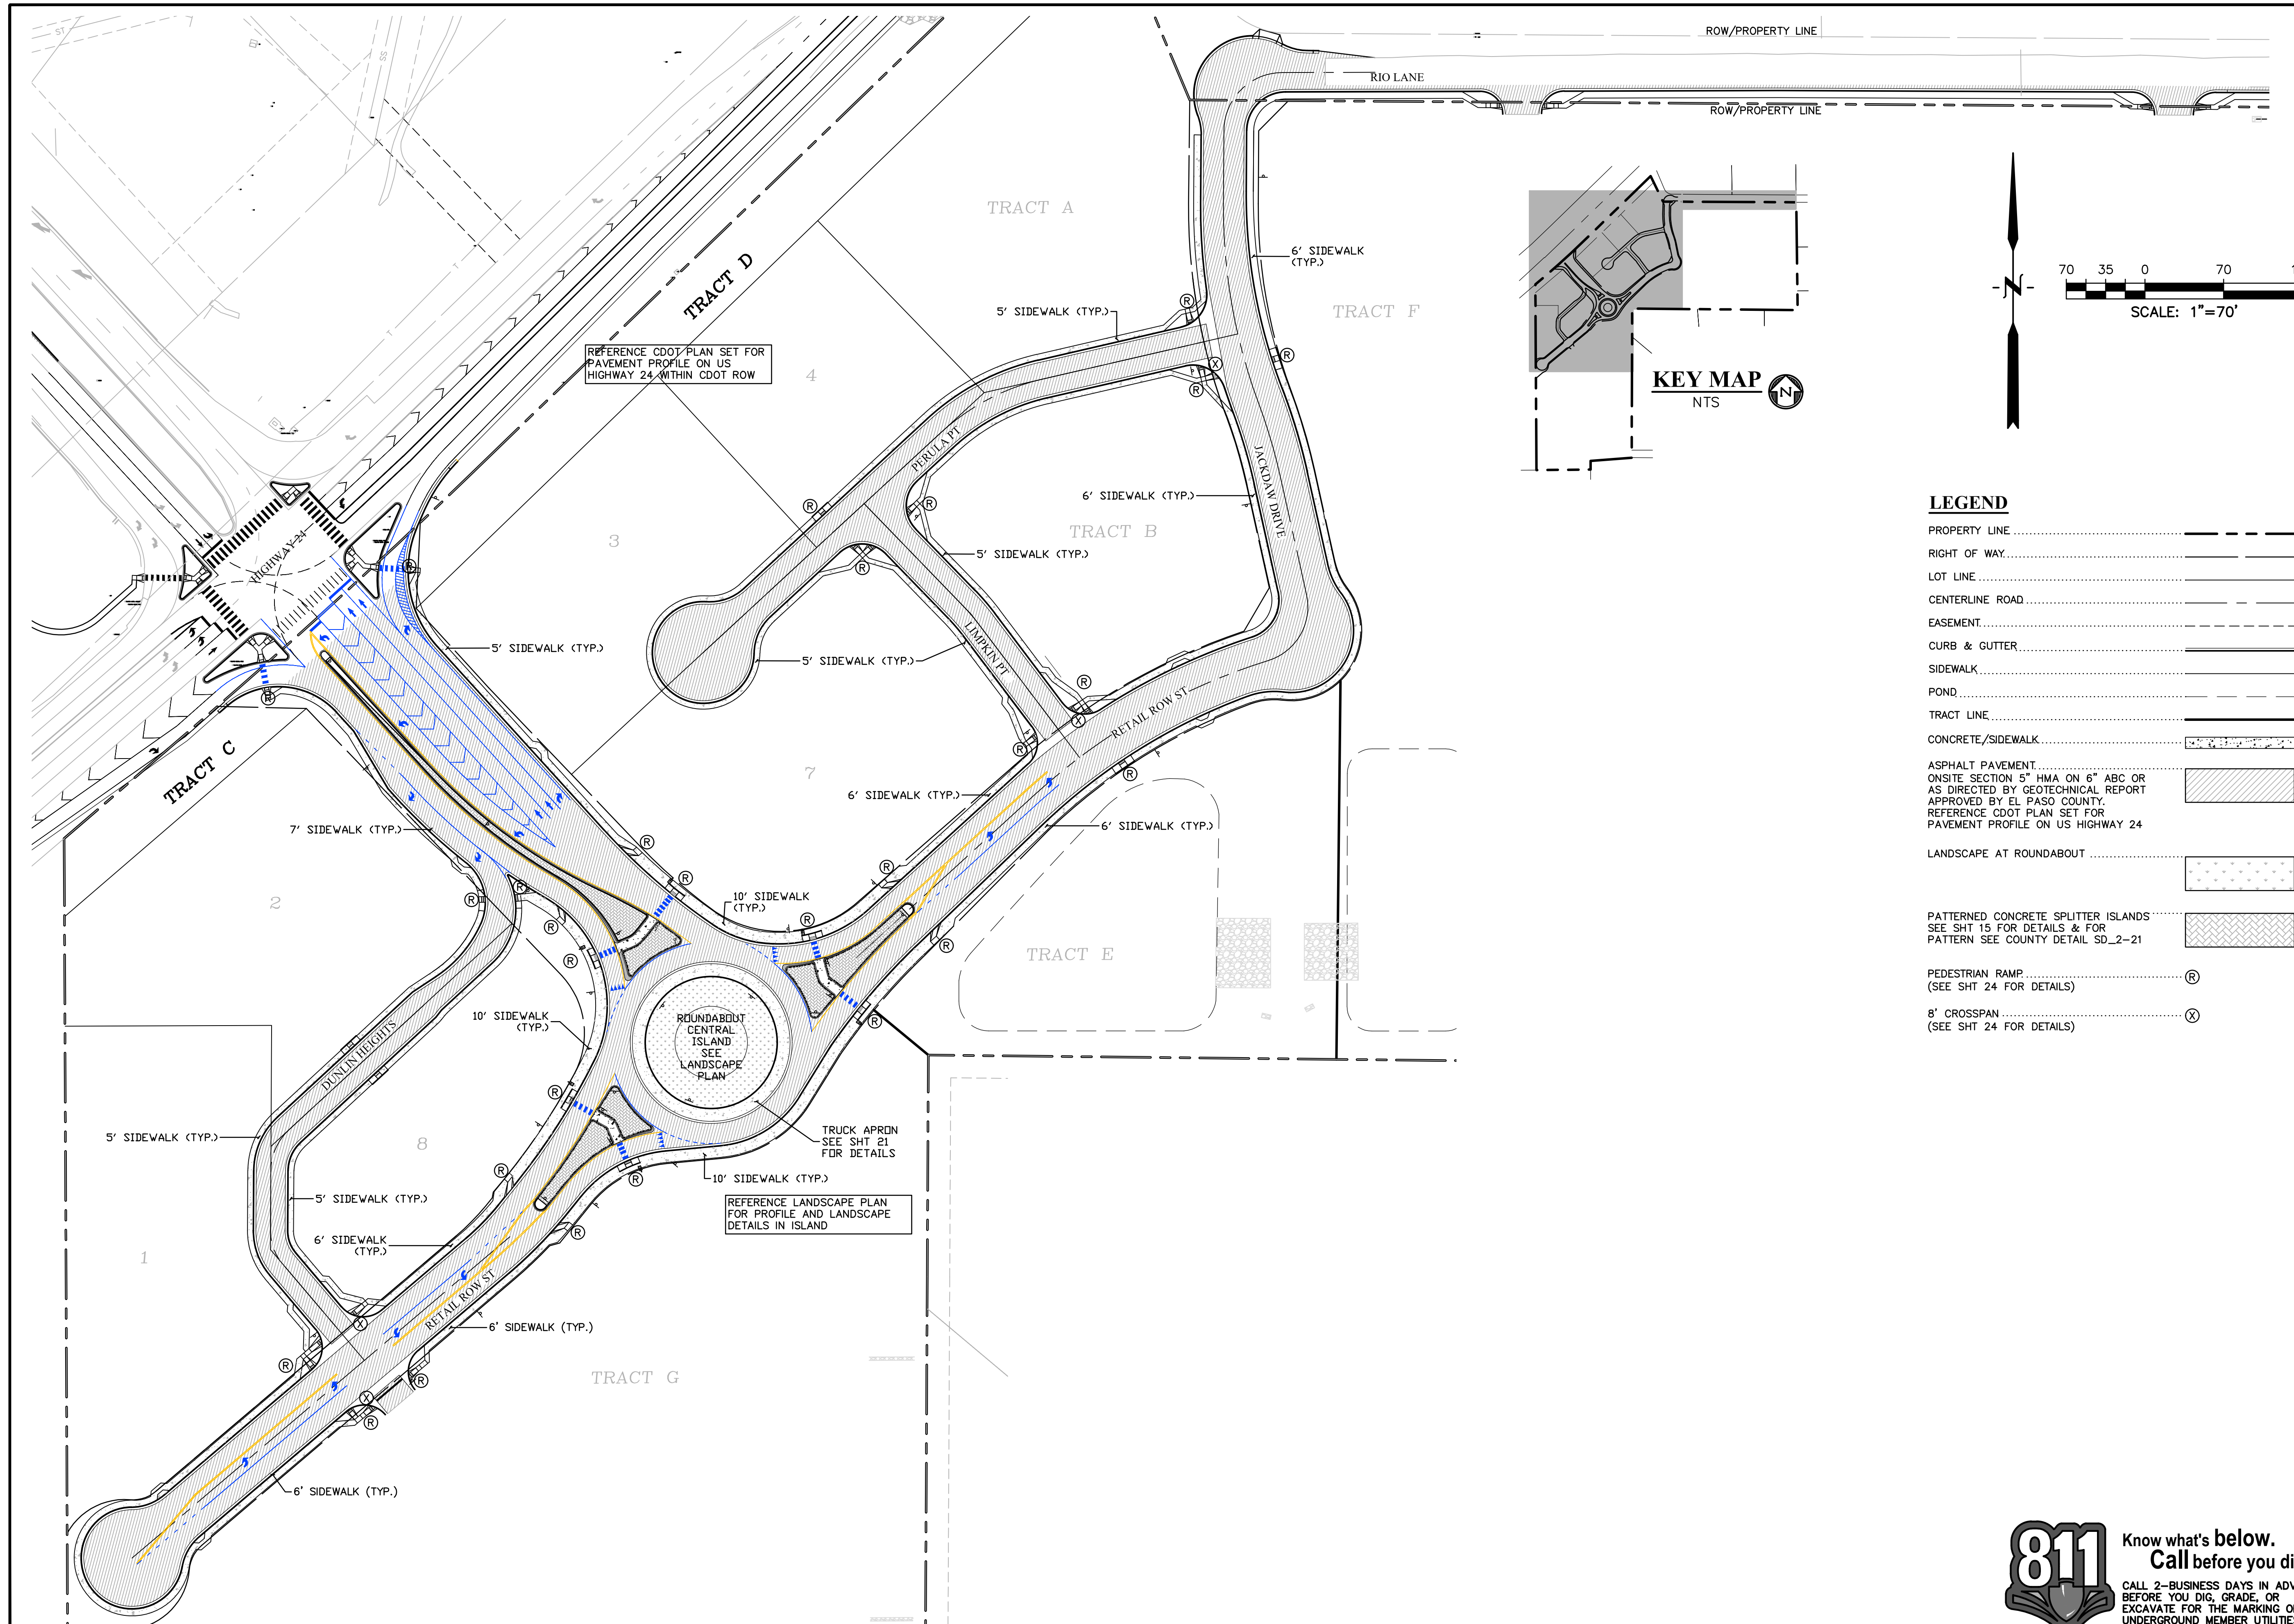 ST
SS
ROW/PROPERTY LINE
RIO LANE
ROW/PROPERTY LINE
TRACT A
TRACT D
6' SIDEWALK
(TYP.)
5' SIDEWALK (TYP.)
TRACT F
REFERENCE CDOT PLAN SET FOR
PAVEMENT PROFILE ON US
HIGHWAY 24 WITHIN CDOT ROW
4
PERULA PT
JACKDAW DRIVE
6' SIDEWALK (TYP.)
TRACT B
3
5' SIDEWALK (TYP.)
HIGHWAY 24
5' SIDEWALK (TYP.)
5' SIDEWALK (TYP.)
LIMPKIN PT
RETAIL ROW ST
TRACT C
7
6' SIDEWALK (TYP.)
7' SIDEWALK (TYP.)
6' SIDEWALK (TYP.)
2
10' SIDEWALK
(TYP.)
TRACT E
10' SIDEWALK
(TYP.)
ROUNDABOUT
CENTRAL
ISLAND
SEE
LANDSCAPE
PLAN
DUNLIN HEIGHTS
5' SIDEWALK (TYP.)
8
TRUCK APRON
SEE SHT 21
FOR DETAILS
10' SIDEWALK (TYP.)
5' SIDEWALK (TYP.)
REFERENCE LANDSCAPE PLAN
FOR PROFILE AND LANDSCAPE
DETAILS IN ISLAND
6' SIDEWALK
(TYP.)
1
RETAIL ROW ST
6' SIDEWALK (TYP.)
TRACT G
6' SIDEWALK (TYP.)
KEY MAP
NTS
N
N
70 35 0 70
SCALE: 1"=70'
LEGEND
PROPERTY LINE
RIGHT OF WAY
LOT LINE
CENTERLINE ROAD
EASEMENT
CURB & GUTTER
SIDEWALK
POND
TRACT LINE
CONCRETE/SIDEWALK
ASPHALT PAVEMENT
ONSITE SECTION 5" HMA ON 6" ABC OR
AS DIRECTED BY GEOTECHNICAL REPORT
APPROVED BY EL PASO COUNTY.
REFERENCE CDOT PLAN SET FOR
PAVEMENT PROFILE ON US HIGHWAY 24
LANDSCAPE AT ROUNDABOUT
PATTERNED CONCRETE SPLITTER ISLANDS
SEE SHT 15 FOR DETAILS & FOR
PATTERN SEE COUNTY DETAIL SD_2-21
PEDESTRIAN RAMP R
(SEE SHT 24 FOR DETAILS)
8' CROSSPAN X
(SEE SHT 24 FOR DETAILS)
811
Know what's below.
Call before you di
CALL 2-BUSINESS DAYS IN ADV
BEFORE YOU DIG, GRADE, OR
EXCAVATE FOR THE MARKING O
UNDERGROUND MEMBER UTILITIE